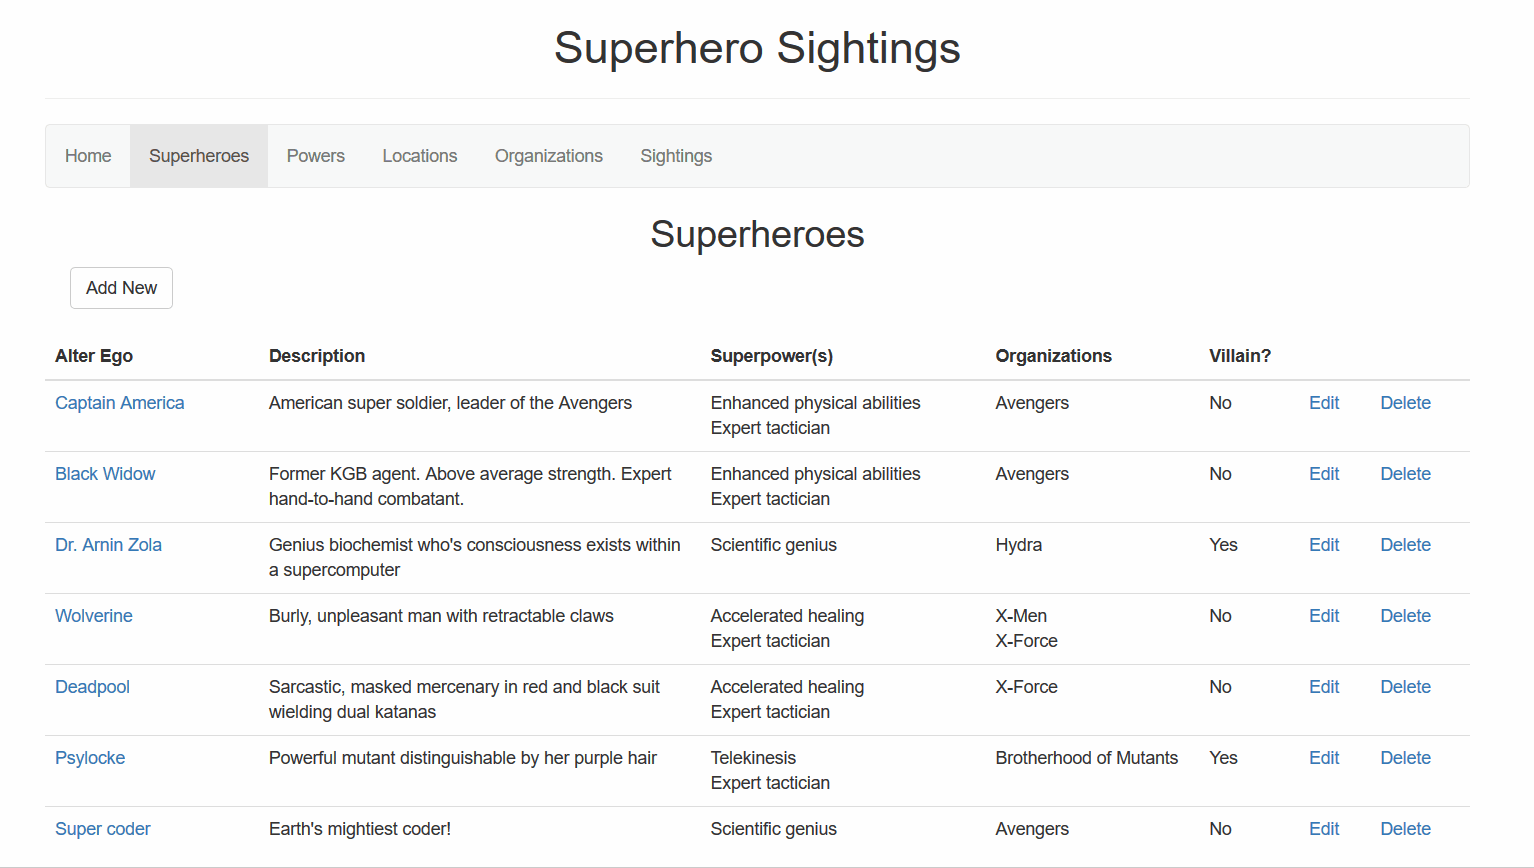 Superhero Sightings
Home Superheroes Powers Locations Organizations Sightings
Superheroes
Add New
Alter Ego Description Superpower(s) Organizations Villain?
Captain America American super soldier, leader of the Avengers Enhanced physical abilities Avengers No Edit Delete
Expert tactician
Black Widow Former KGB agent. Above average strength. Expert Enhanced physical abilities Avengers No Edit Delete
hand-to-hand combatant. Expert tactician
Dr. Arnin Zola Genius biochemist who's consciousness exists within Scientific genius Hydra Yes Edit Delete
a supercomputer
Wolverine Burly, unpleasant man with retractable claws Accelerated healing X-Men No Edit Delete
Expert tactician X-Force
Deadpool Sarcastic, masked mercenary in red and black suit Accelerated healing X-Force No Edit Delete
wielding dual katanas Expert tactician
Psylocke Powerful mutant distinguishable by her purple hair Telekinesis Brotherhood of Mutants Yes Edit Delete
Expert tactician
Super coder Earth's mightiest coder! Scientific genius Avengers No Edit Delete